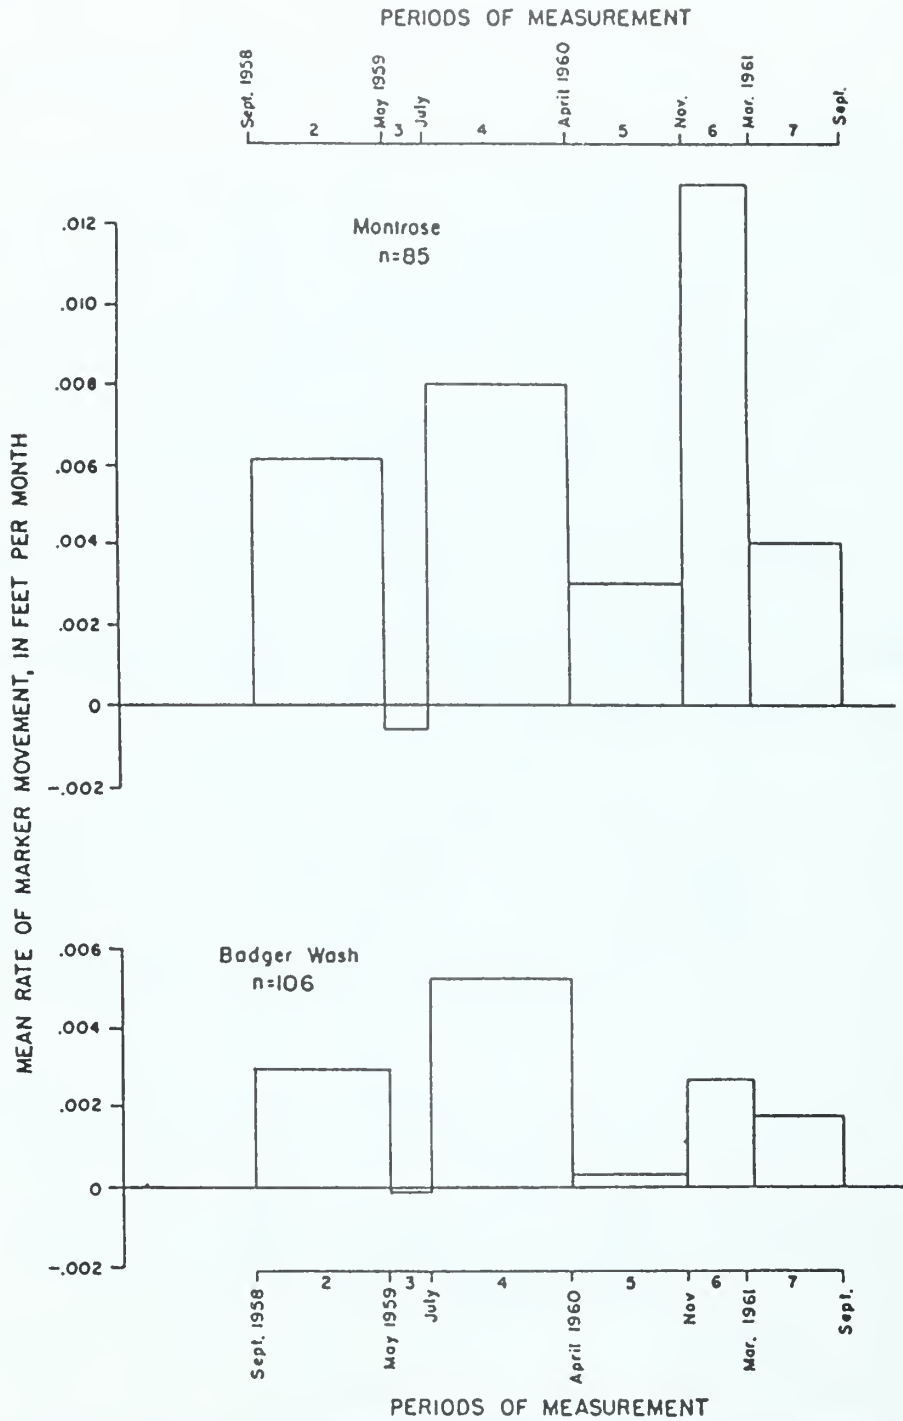 PERIODS OF MEASUREMENT
Sept. 1958
May 1959
July
April 1960
Nov.
Mar. 1961
Sept.
2
3
4
5
6
7
Montrose
n=85
.012
.010
.008
.006
.004
.002
0
-.002
MEAN RATE OF MARKER MOVEMENT, IN FEET PER MONTH
Badger Wash
n=106
.006
.004
.002
0
-.002
2
3
4
5
6
7
Sept. 1958
May 1959
July
April 1960
Nov
Mar. 1961
Sept.
PERIODS OF MEASUREMENT